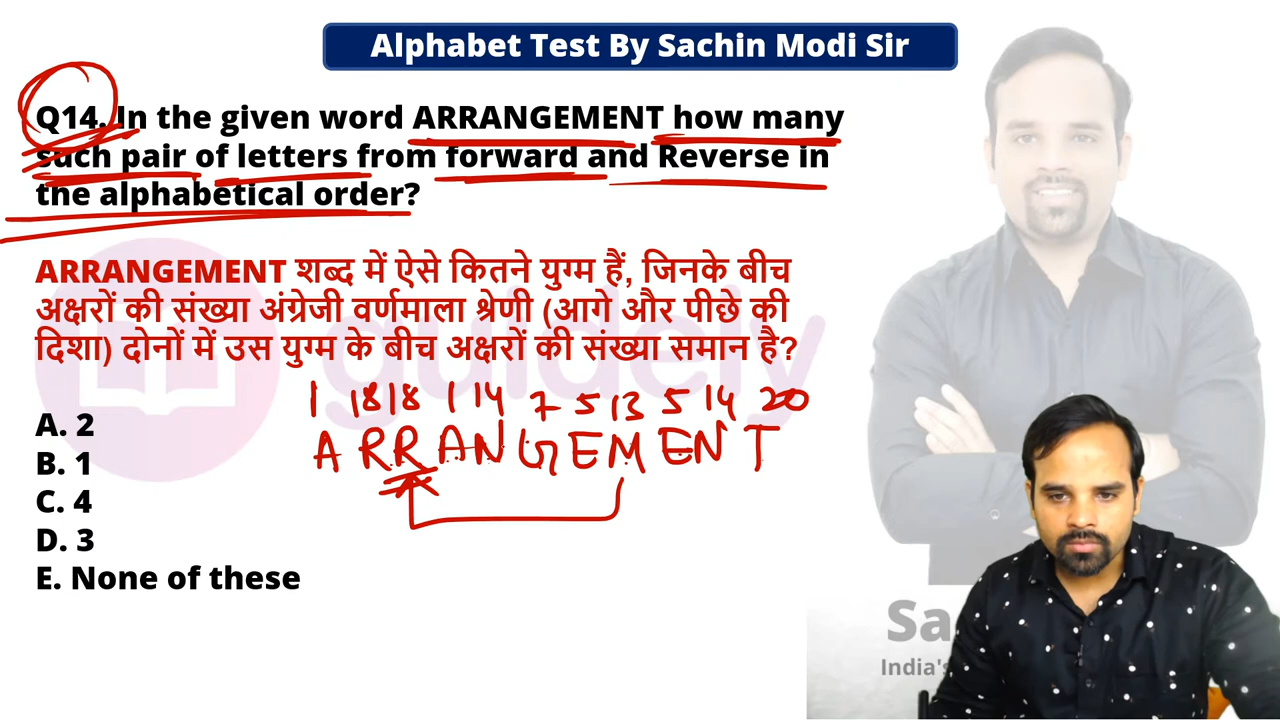 Alphabet Test By Sachin Modi Sir
Q14. In the given word ARRANGEMENT how many
such pair of letters from forward and Reverse in
the alphabetical order?
ARRANGEMENT शब्द में ऐसे कितने युग्म हैं, जिनके बीच
अक्षरों की संख्या अंग्रेजी वर्णमाला श्रेणी (आगे और पीछे की
दिशा) दोनों में उस युग्म के बीच अक्षरों की संख्या समान है?
1 18 18 1 14 7 5 13 5 14 20
A R R A N G E M E N T
A. 2
B. 1
C. 4
D. 3
E. None of these
guidely
Sa
India's